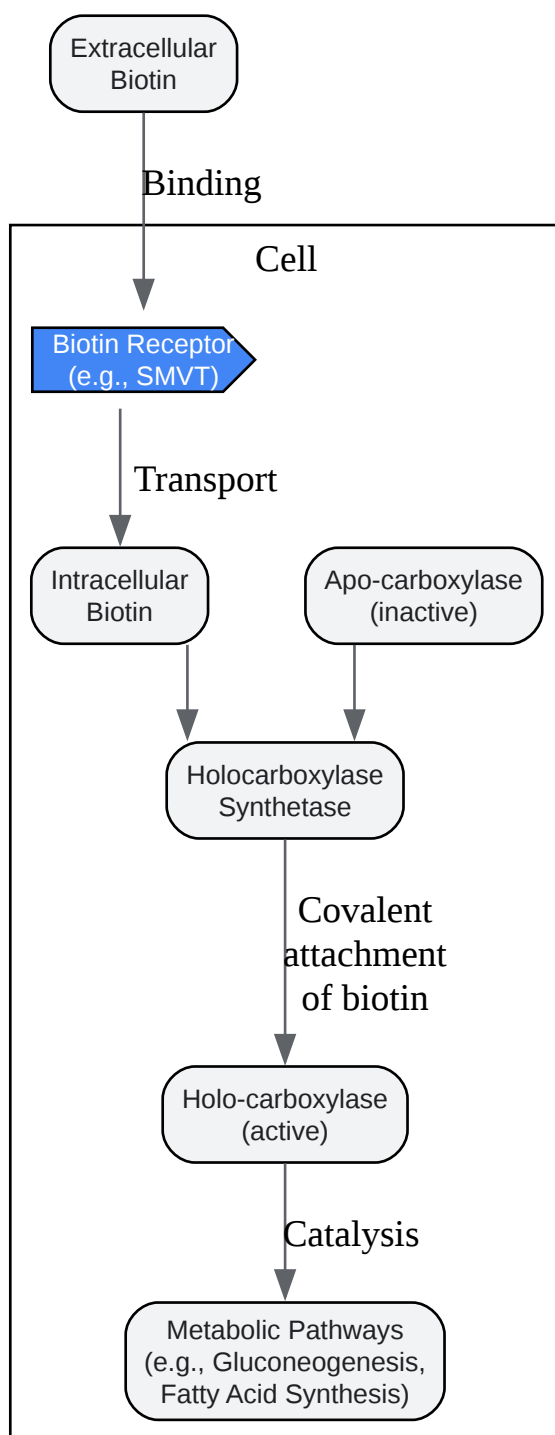 Extracellular
Biotin
Binding
Cell
Biotin Receptor
(e.g., SMVT)
Transport
Intracellular
Biotin
Apo-carboxylase
(inactive)
Holocarboxylase
Synthetase
Covalent
attachment
of biotin
Holo-carboxylase
(active)
Catalysis
Metabolic Pathways
(e.g., Gluconeogenesis,
Fatty Acid Synthesis)